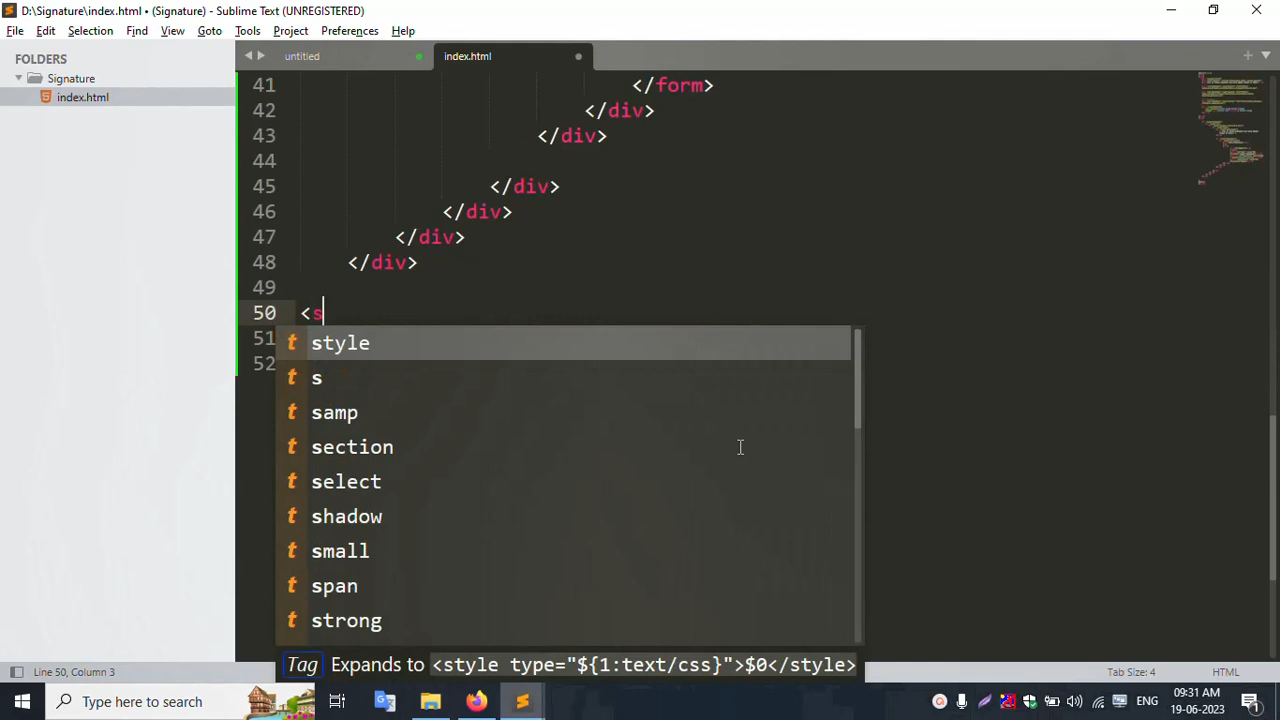 D:\Signature\index.html • (Signature) - Sublime Text (UNREGISTERED)
File Edit Selection Find View Goto Tools Project Preferences Help
FOLDERS
Signature
index.html
untitled
index.html
41 </form>
42 </div>
43 </div>
44
45 </div>
46 </div>
47 </div>
48 </div>
49
50 <s
51
52
t style
t s
t samp
t section
t select
t shadow
t small
t span
t strong
Tag Expands to <style type="${1:text/css}">$0</style>
Line 50, Column 3
Tab Size: 4
HTML
Type here to search
ENG
09:31 AM
19-06-2023
1